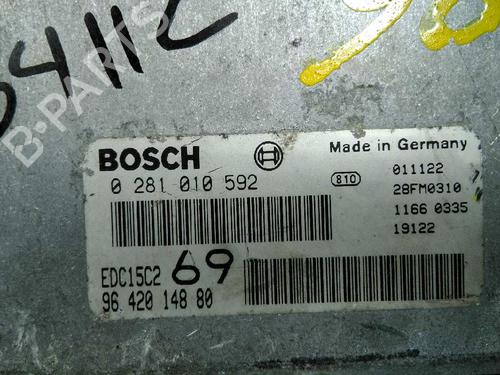 4112
B-PARTS
BOSCH
Made in Germany
0 281 010 592
810
011122
28FM0310
1166 0335
19122
EDC15C2 69
96 420 148 80